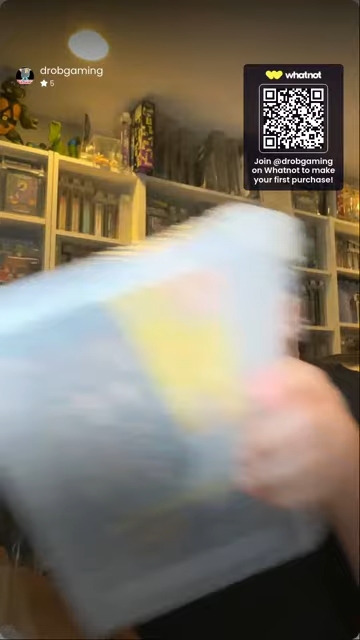 drobgaming
5
whatnot
Join @drobgaming
on Whatnot to make
your first purchase!